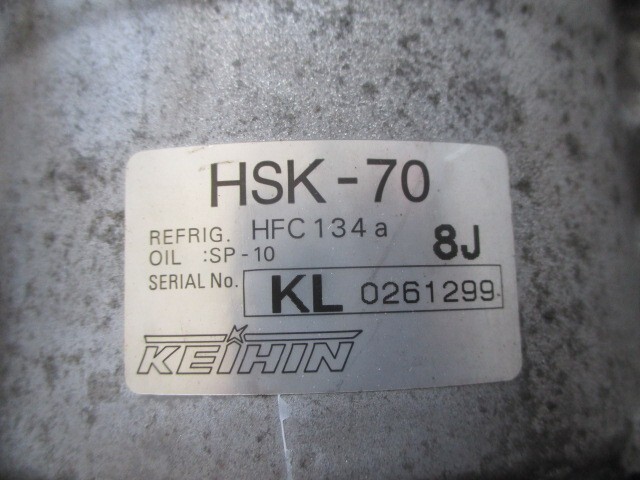 HSK-70
REFRIG. HFC134a
OIL :SP-10 8J
SERIAL No. KL 0261299
KEIHIN